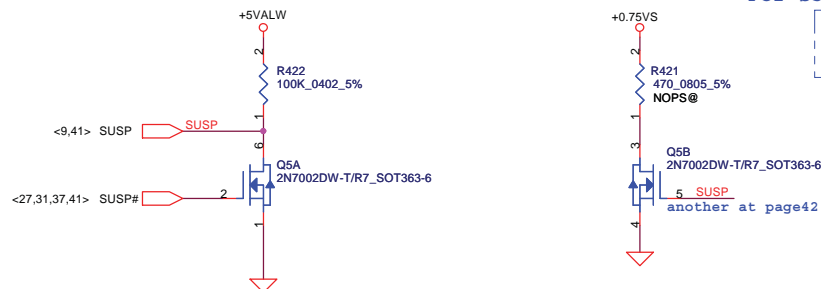 +5VALW
2
R422
100K_0402_5%
1
<9,41> SUSP
SUSP
6
Q5A
2N7002DW-T/R7_SOT363-6
<27,31,37,41> SUSP#
2
1
+0.75VS
2
R421
470_0805_5%
NOPS@
1
3
Q5B
2N7002DW-T/R7_SOT363-6
5 SUSP
another at page42
4